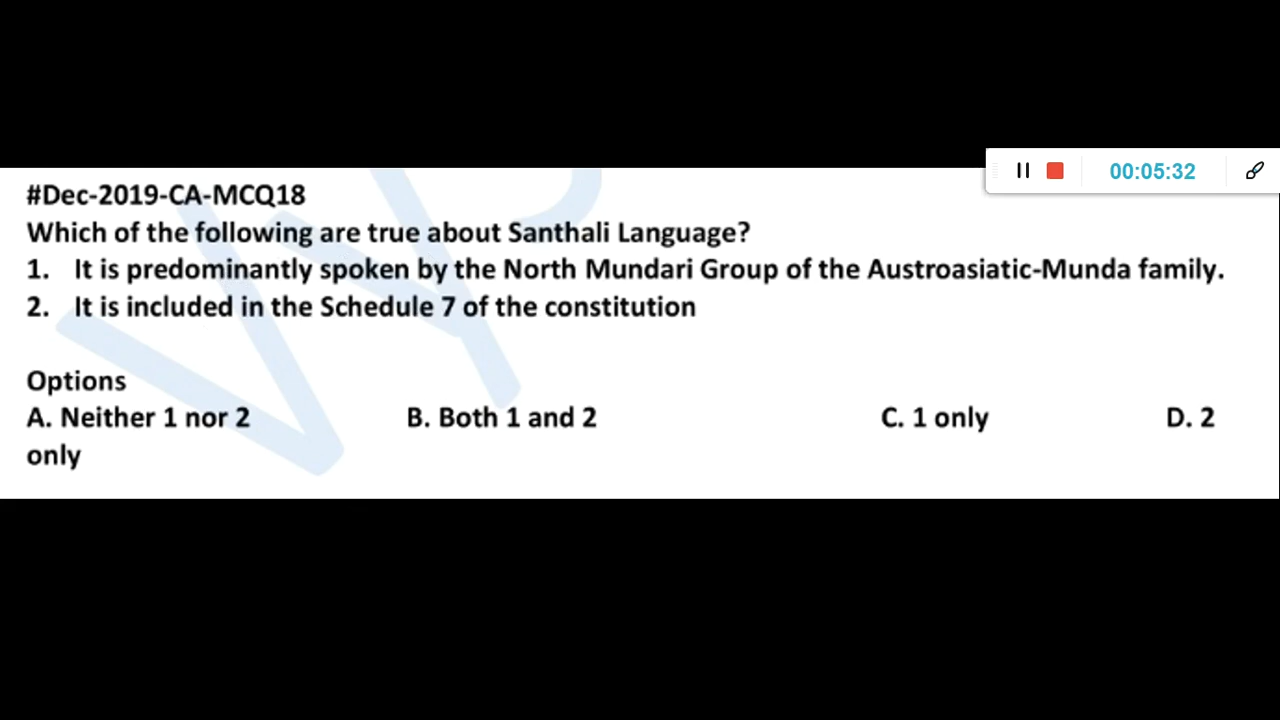 00:05:32
#Dec-2019-CA-MCQ18
Which of the following are true about Santhali Language?
1. It is predominantly spoken by the North Mundari Group of the Austroasiatic-Munda family.
2. It is included in the Schedule 7 of the constitution
Options
A. Neither 1 nor 2 B. Both 1 and 2 C. 1 only D. 2
only